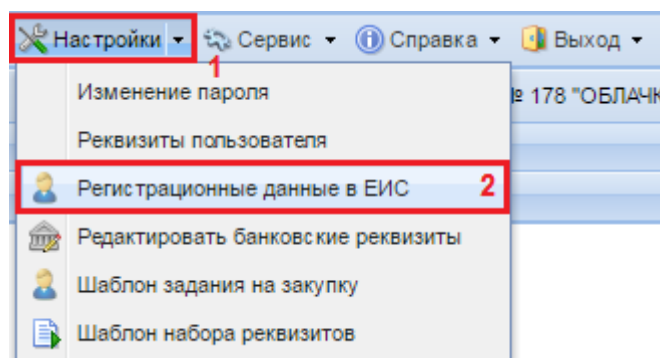 Настройки Сервис Справка Выход
1
Изменение пароля
№ 178 "ОБЛАЧК
Реквизиты пользователя
Регистрационные данные в ЕИС 2
Редактировать банковские реквизиты
Шаблон задания на закупку
Шаблон набора реквизитов